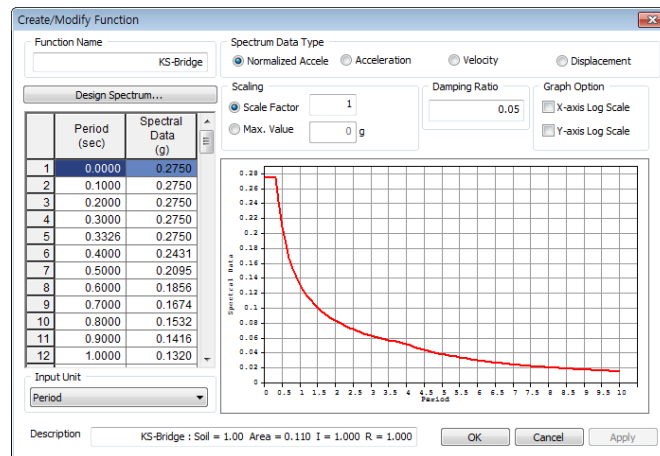 Create/Modify Function
Function Name
KS-Bridge
Design Spectrum...
Spectrum Data Type
Normalized Accele Acceleration Velocity Displacement
Scaling
Scale Factor 1
Max. Value 0 g
Damping Ratio
0.05
Graph Option
X-axis Log Scale
Y-axis Log Scale
Period (sec) Spectral Data (g)
1 0.0000 0.2750
2 0.1000 0.2750
3 0.2000 0.2750
4 0.3000 0.2750
5 0.3326 0.2750
6 0.4000 0.2431
7 0.5000 0.2095
8 0.6000 0.1856
9 0.7000 0.1674
10 0.8000 0.1532
11 0.9000 0.1416
12 1.0000 0.1320
0.28
0.26
0.24
0.22
0.2
0.18
0.16
0.14
0.12
0.1
0.08
0.06
0.04
0.02
0
Spectral Data
0 0.5 1 1.5 2 2.5 3 3.5 4 4.5 5 5.5 6 6.5 7 7.5 8 8.5 9 9.5 10
Period
Input Unit
Period
Description KS-Bridge : Soil = 1.00 Area = 0.110 I = 1.000 R = 1.000
OK Cancel Apply